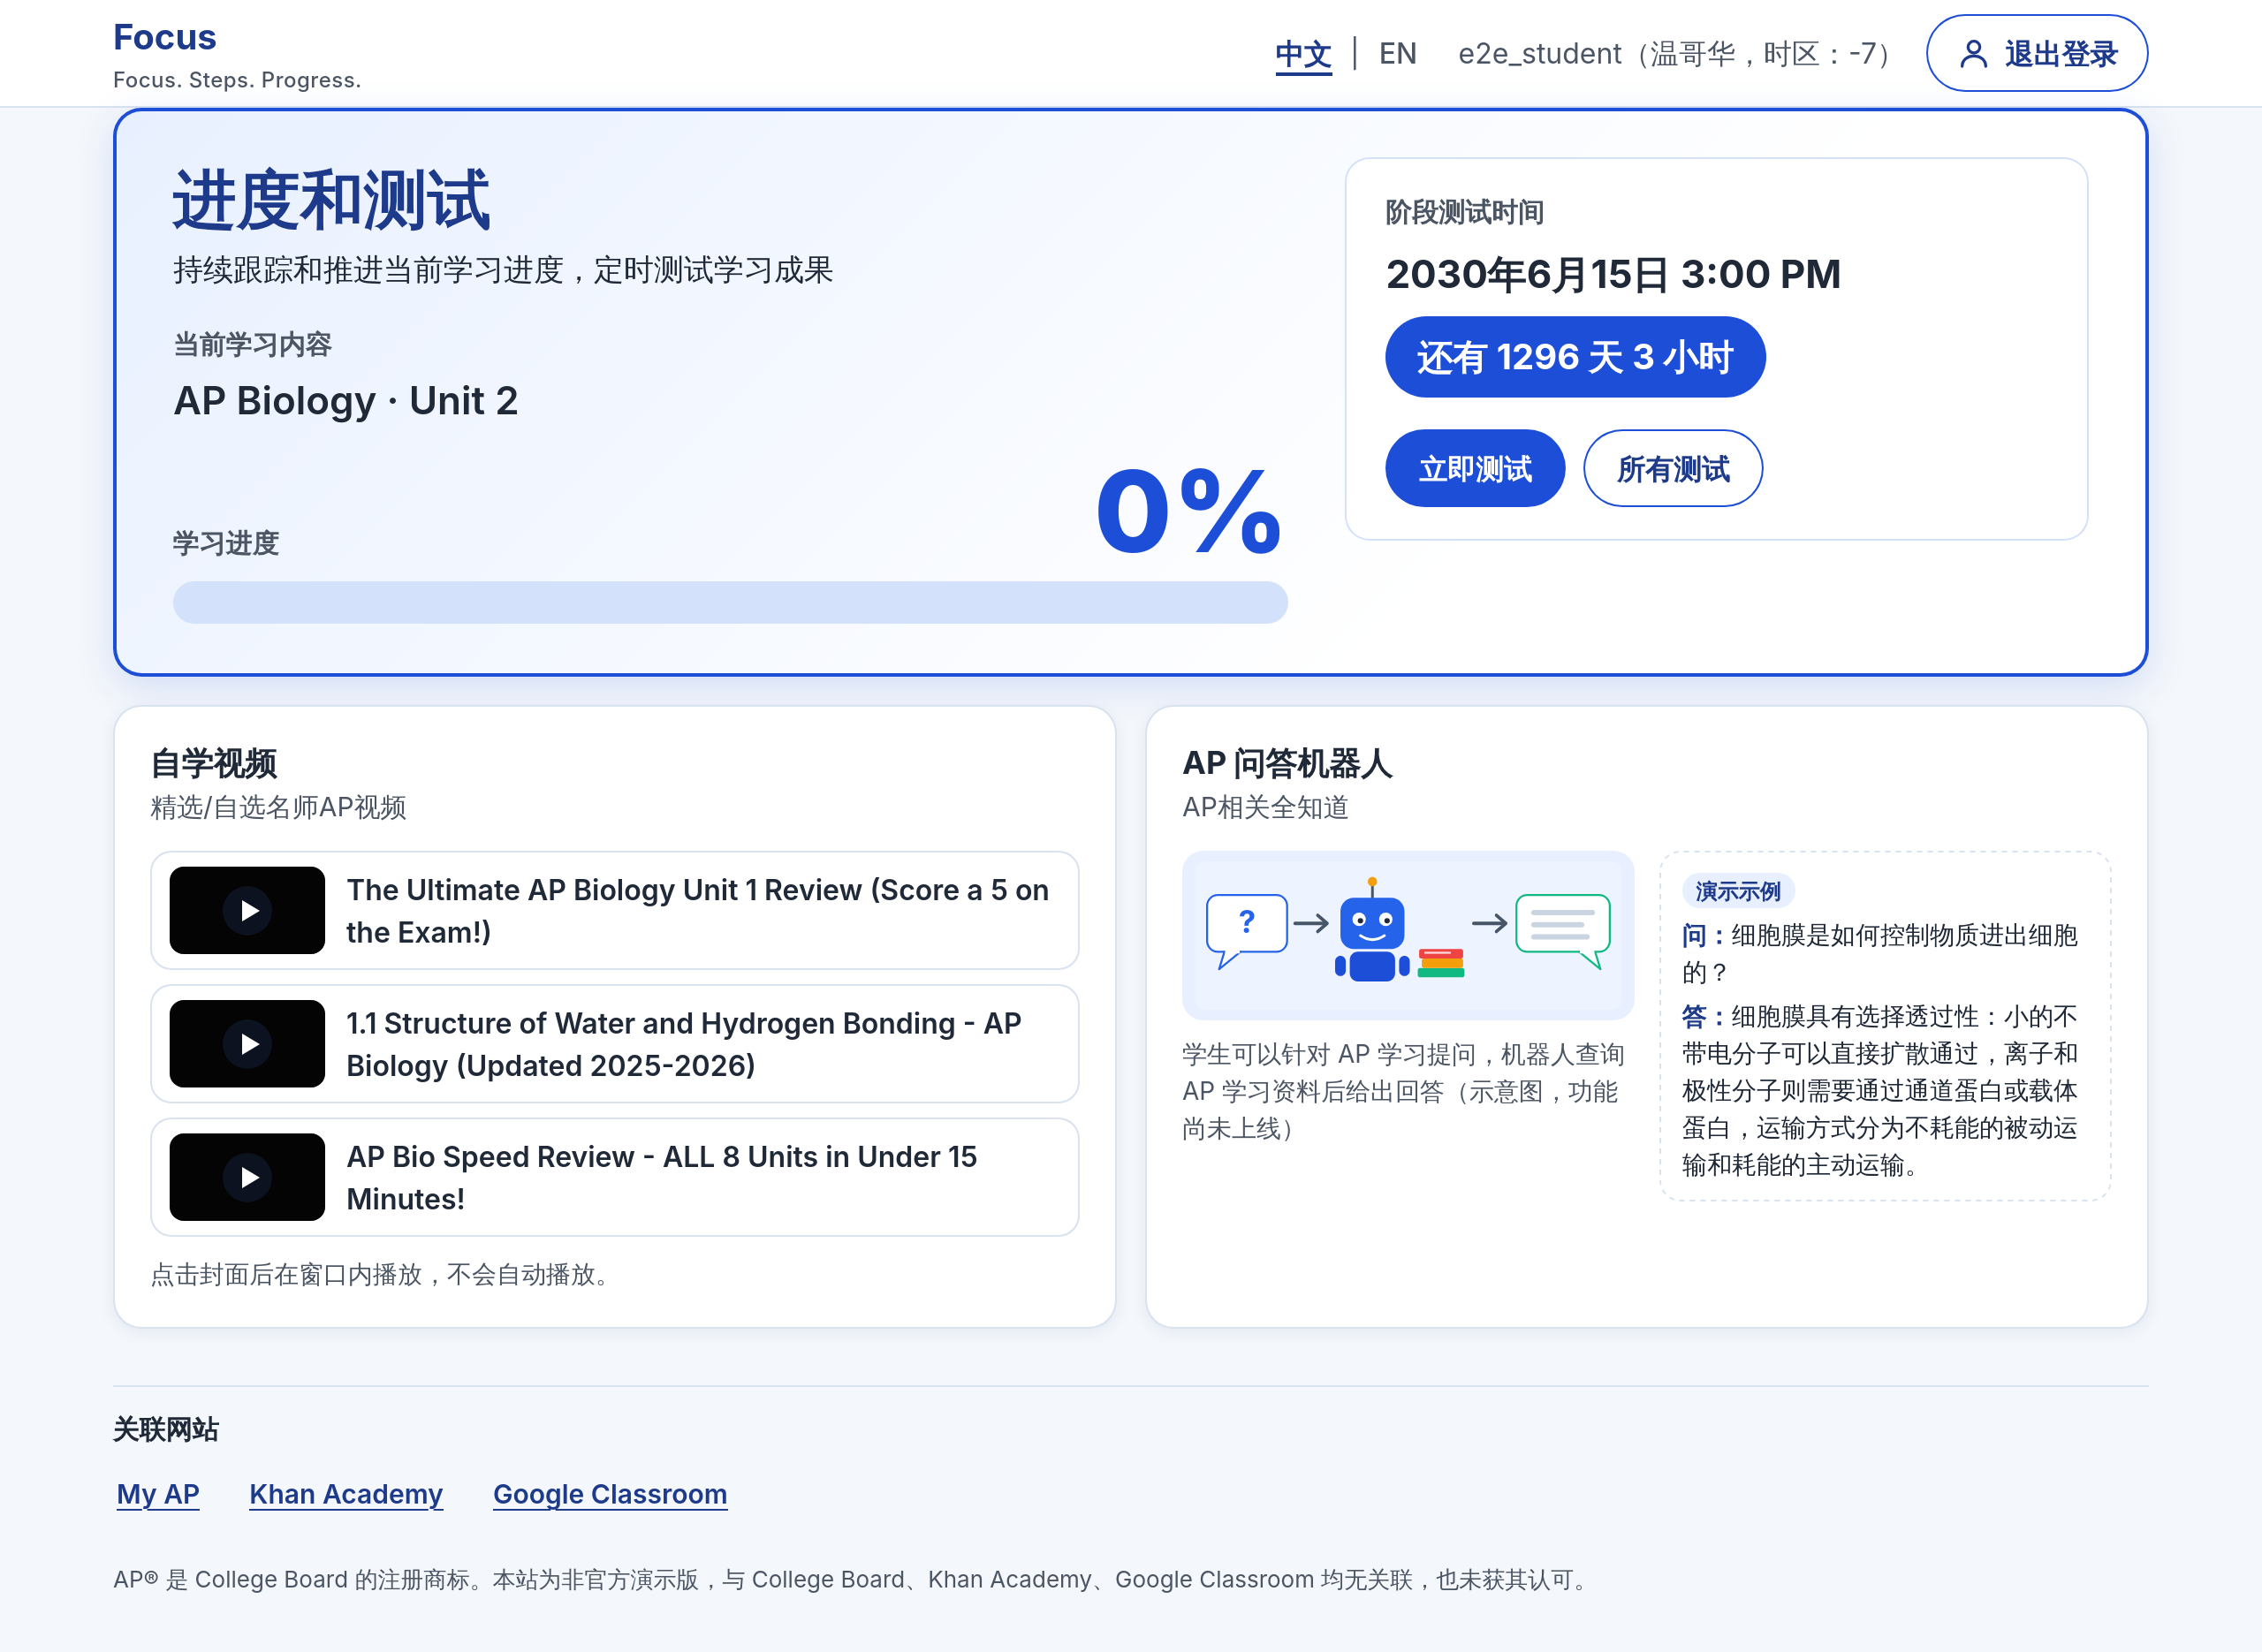 Focus
Focus. Steps. Progress.
中文 | EN e2e_student（温哥华，时区：-7） 退出登录
进度和测试
持续跟踪和推进当前学习进度，定时测试学习成果
当前学习内容
AP Biology · Unit 2
学习进度
0%
阶段测试时间
2030年6月15日 3:00 PM
还有 1296 天 3 小时
立即测试 所有测试
自学视频
精选/自选名师AP视频
The Ultimate AP Biology Unit 1 Review (Score a 5 on
the Exam!)
1.1 Structure of Water and Hydrogen Bonding - AP
Biology (Updated 2025-2026)
AP Bio Speed Review - ALL 8 Units in Under 15
Minutes!
点击封面后在窗口内播放，不会自动播放。
AP 问答机器人
AP相关全知道
?
学生可以针对 AP 学习提问，机器人查询
AP 学习资料后给出回答（示意图，功能
尚未上线）
演示示例
问：细胞膜是如何控制物质进出细胞
的？
答：细胞膜具有选择透过性：小的不
带电分子可以直接扩散通过，离子和
极性分子则需要通过通道蛋白或载体
蛋白，运输方式分为不耗能的被动运
输和耗能的主动运输。
关联网站
My AP Khan Academy Google Classroom
AP® 是 College Board 的注册商标。本站为非官方演示版，与 College Board、Khan Academy、Google Classroom 均无关联，也未获其认可。